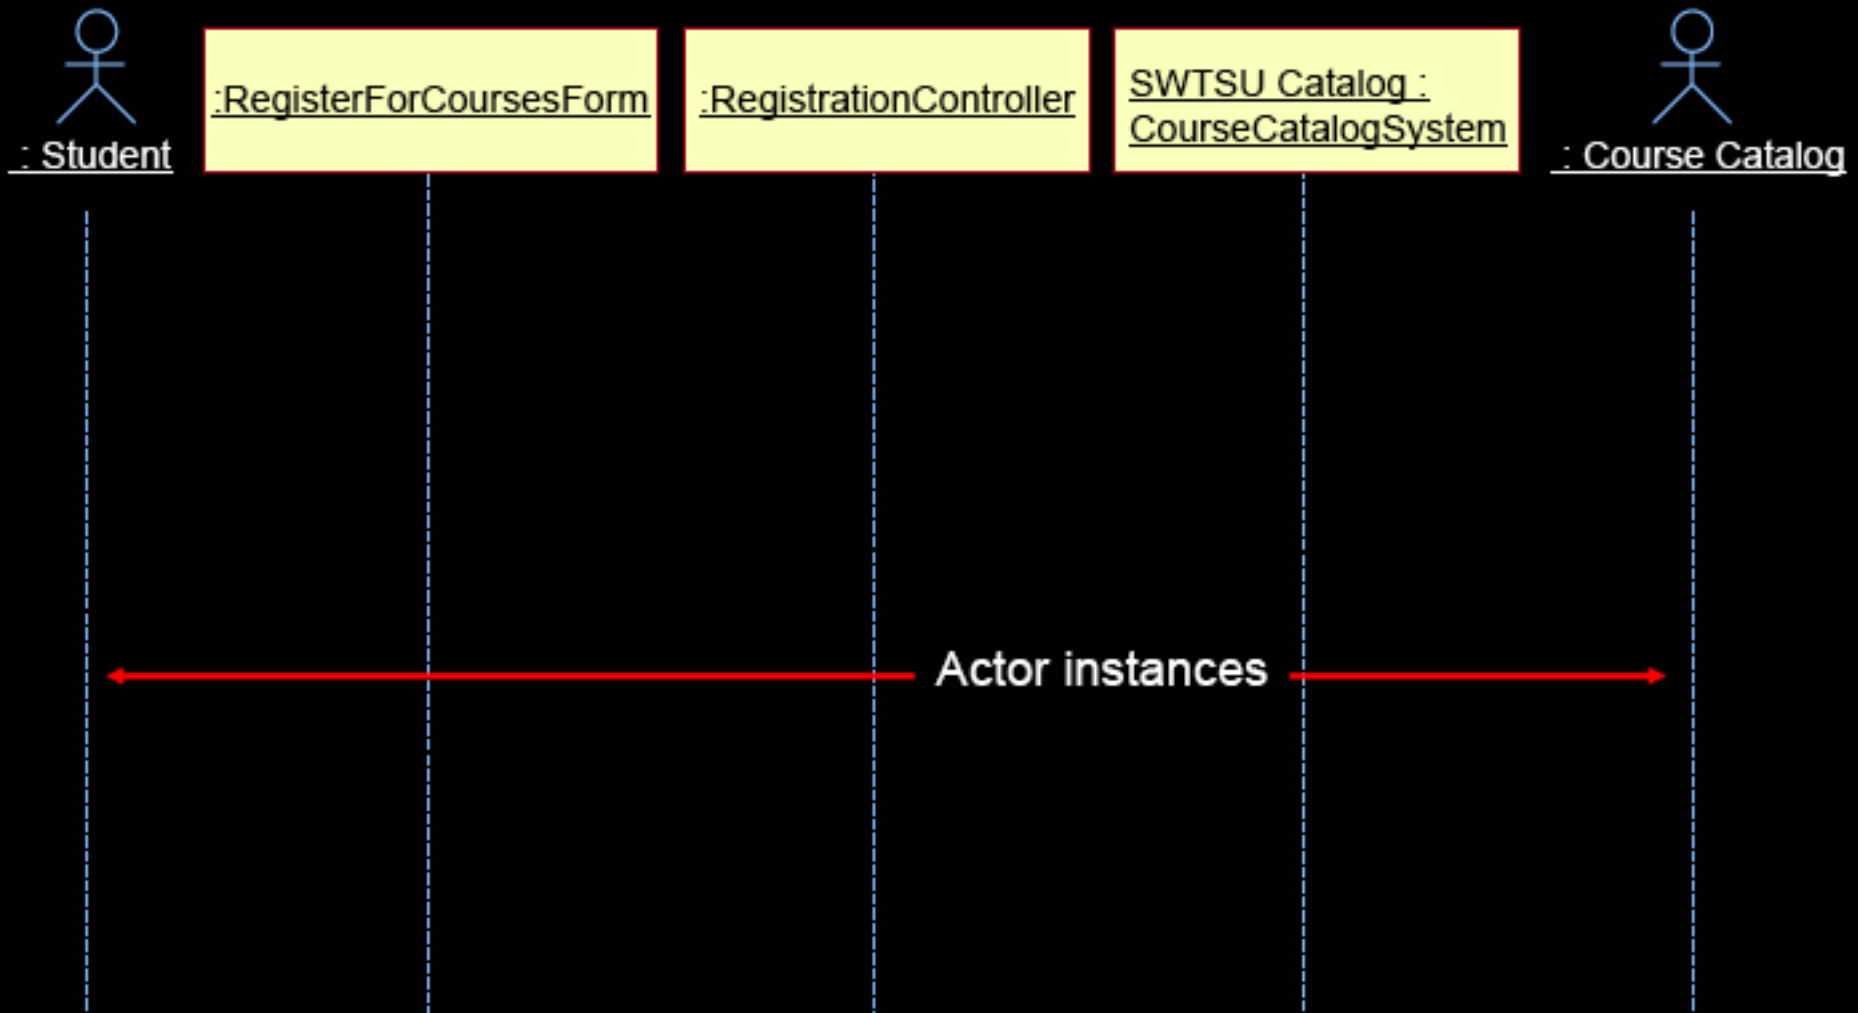 : Student
:RegisterForCoursesForm
:RegistrationController
SWTSU Catalog :
CourseCatalogSystem
: Course Catalog
Actor instances